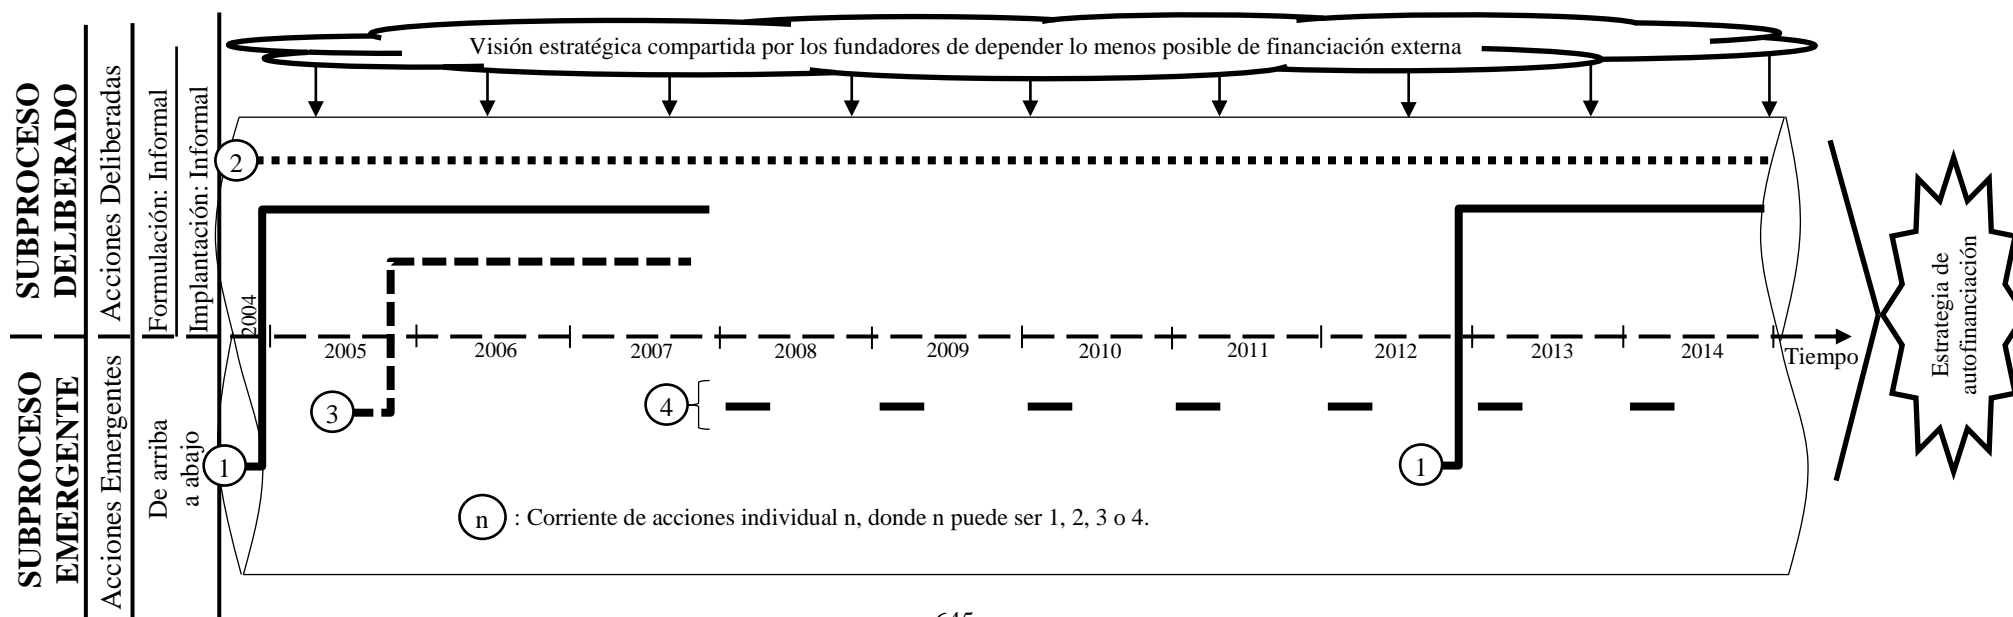 Visión estratégica compartida por los fundadores de depender lo menos posible de financiación externa
SUBPROCESO
DELIBERADO
Acciones Deliberadas
Formulación: Informal
Implantación: Informal
2
2004
2005
2006
2007
2008
2009
2010
2011
2012
2013
2014
Tiempo
SUBPROCESO
EMERGENTE
Acciones Emergentes
De arriba
a abajo
3
4
1
1
n
: Corriente de acciones individual n, donde n puede ser 1, 2, 3 o 4.
Estrategia de
autofinanciación